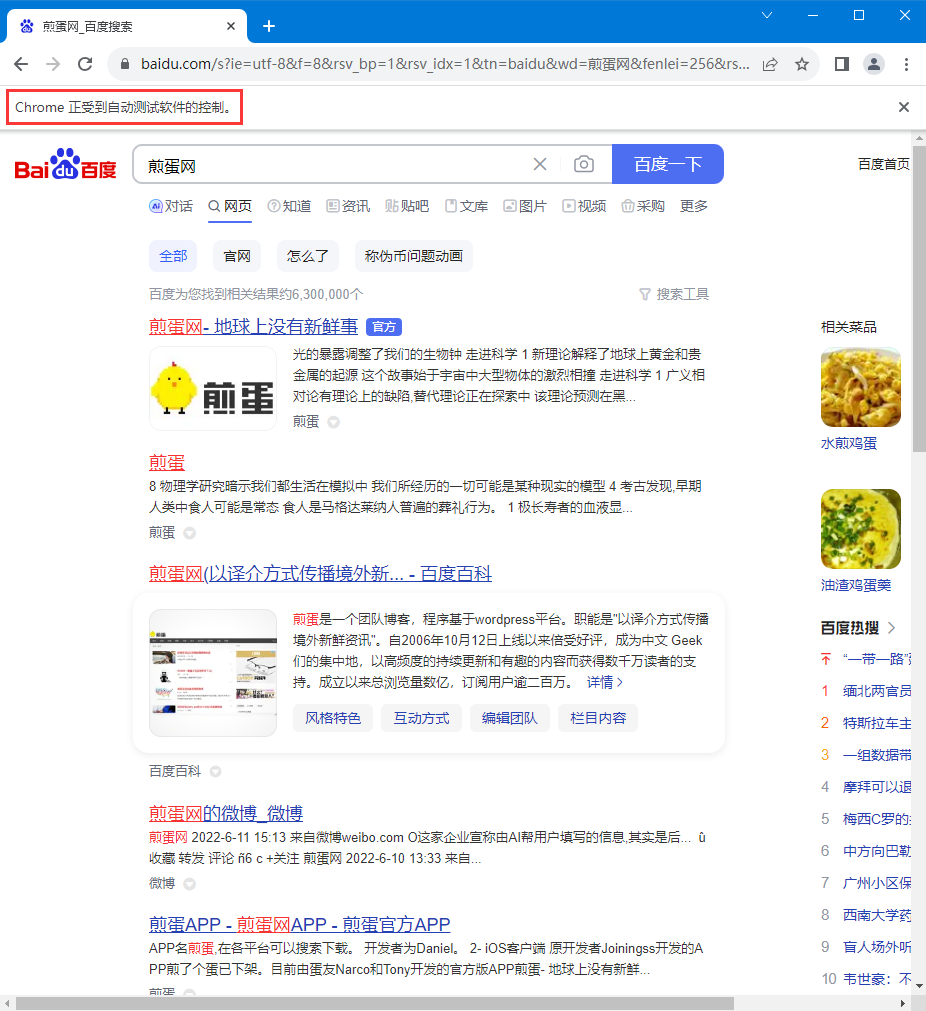 煎蛋网_百度搜索
baidu.com/s?ie=utf-8&f=8&rsv_bp=1&rsv_idx=1&tn=baidu&wd=煎蛋网&fenlei=256&rs...
Chrome 正受到自动测试软件的控制。
Bai du 百度
煎蛋网
百度一下
百度首页
对话 网页 知道 资讯 贴吧 文库 图片 视频 采购 更多
全部 官网 怎么了 称伪币问题动画
百度为您找到相关结果约6,300,000个
搜索工具
煎蛋网- 地球上没有新鲜事 官方
煎蛋
光的暴露调整了我们的生物钟 走进科学 1 新理论解释了地球上黄金和贵
金属的起源 这个故事始于宇宙中大型物体的激烈相撞 走进科学 1 广义相
对论有理论上的缺陷,替代理论正在探索中 该理论预测在黑...
煎蛋
煎蛋
8 物理学研究暗示我们都生活在模拟中 我们所经历的一切可能是某种现实的模型 4 考古发现,早期
人类中食人可能是常态 食人是马格达莱纳人普遍的葬礼行为。 1 极长寿者的血液显...
煎蛋
煎蛋网(以译介方式传播境外新... - 百度百科
煎蛋是一个团队博客，程序基于wordpress平台。职能是"以译介方式传播
境外新鲜资讯"。自2006年10月12日上线以来倍受好评，成为中文 Geek
们的集中地，以高频度的持续更新和有趣的内容而获得数千万读者的支
持。成立以来总浏览量数亿，订阅用户逾二百万。 详情
风格特色 互动方式 编辑团队 栏目内容
百度百科
煎蛋网的微博_微博
煎蛋网 2022-6-11 15:13 来自微博weibo.com O这家企业宣称由AI帮用户填写的信息,其实是后... û
收藏 转发 评论 ñ6 c +关注 煎蛋网 2022-6-10 13:33 来自...
微博
煎蛋APP - 煎蛋网APP - 煎蛋官方APP
APP名煎蛋,在各平台可以搜索下载。 开发者为Daniel。 2- iOS客户端 原开发者Joiningss开发的A
PP煎了个蛋已下架。目前由蛋友Narco和Tony开发的官方版APP煎蛋- 地球上没有新鲜...
煎蛋
相关菜品
水煎鸡蛋
油渣鸡蛋羹
百度热搜
“一带一路”
1 缅北两官员
2 特斯拉车主
3 一组数据带
4 摩拜可以退
5 梅西C罗的
6 中方向巴勒
7 广州小区保
8 西南大学药
9 盲人场外听
10 韦世豪：不